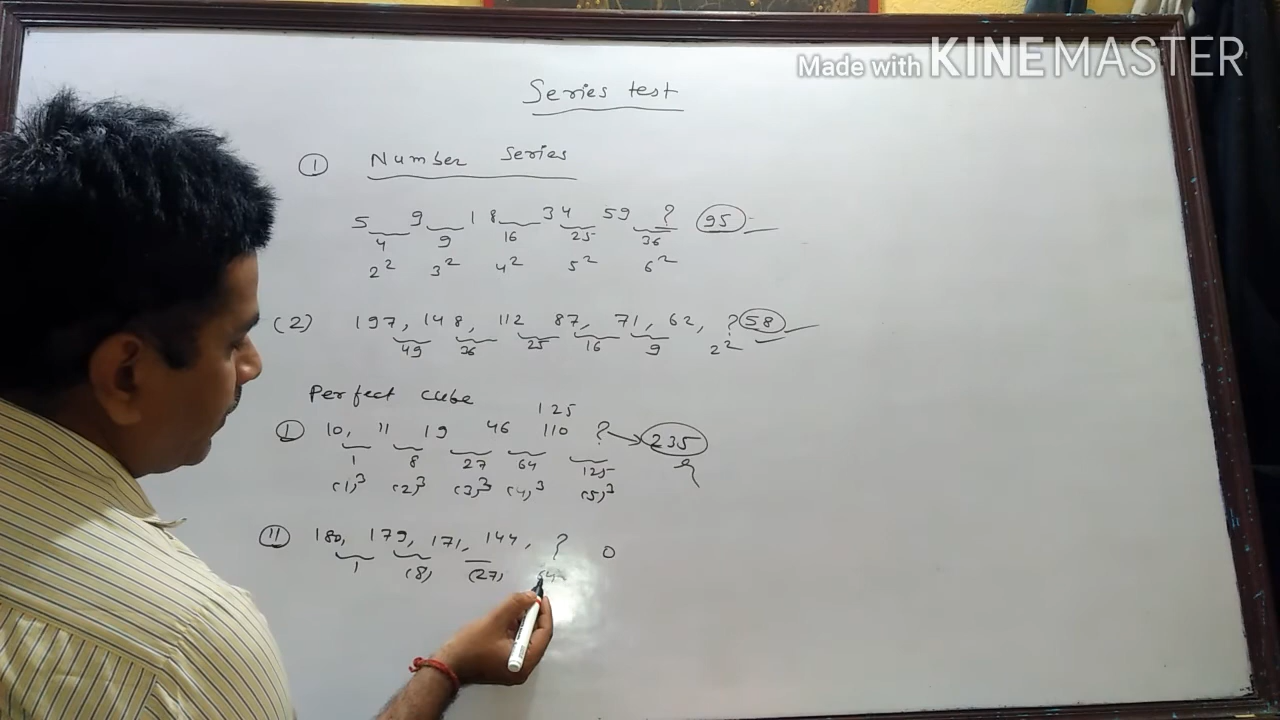 Made with KINEMASTER
Series test
① Number series
5 9 18 34 59 ? 95
4 9 16 25 36
2² 3² 4² 5² 6²
(2) 197, 148, 112 87, 71, 62, ? 58
49 36 25 16 9 2²
Perfect cube
125
Ⅰ 10, 11 19 46 110 ? → 235
1 8 27 64 125
(1)³ (2)³ (3)³ (4)³ (5)³
Ⅱ 180, 179, 171, 144, ? 0
1 (8) (27)